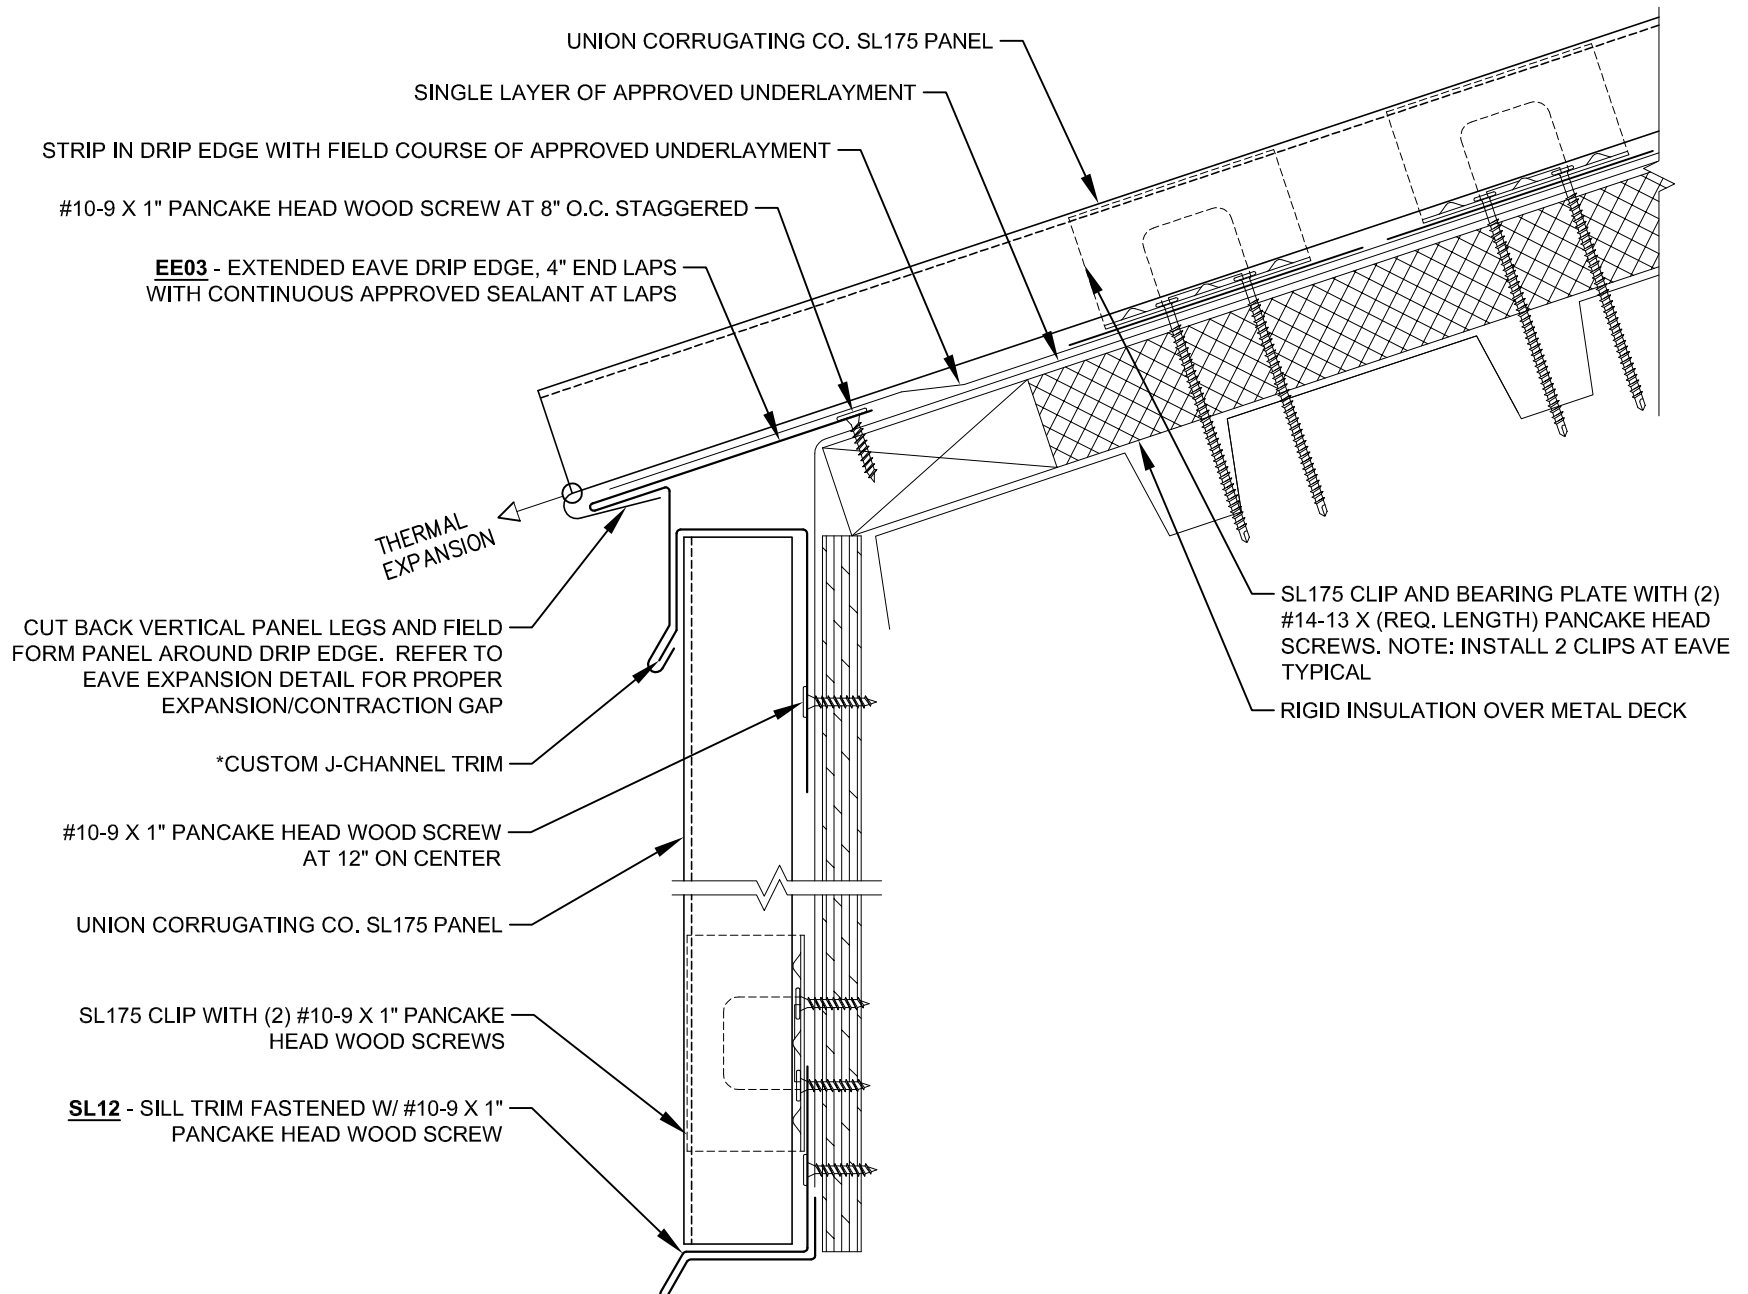 UNION CORRUGATING CO. SL175 PANEL
SINGLE LAYER OF APPROVED UNDERLAYMENT
STRIP IN DRIP EDGE WITH FIELD COURSE OF APPROVED UNDERLAYMENT
#10-9 X 1" PANCAKE HEAD WOOD SCREW AT 8" O.C. STAGGERED
EE03 - EXTENDED EAVE DRIP EDGE, 4" END LAPS
WITH CONTINUOUS APPROVED SEALANT AT LAPS
THERMAL
EXPANSION
CUT BACK VERTICAL PANEL LEGS AND FIELD
FORM PANEL AROUND DRIP EDGE. REFER TO
EAVE EXPANSION DETAIL FOR PROPER
EXPANSION/CONTRACTION GAP
*CUSTOM J-CHANNEL TRIM
#10-9 X 1" PANCAKE HEAD WOOD SCREW
AT 12" ON CENTER
UNION CORRUGATING CO. SL175 PANEL
SL175 CLIP WITH (2) #10-9 X 1" PANCAKE
HEAD WOOD SCREWS
SL12 - SILL TRIM FASTENED W/ #10-9 X 1"
PANCAKE HEAD WOOD SCREW
SL175 CLIP AND BEARING PLATE WITH (2)
#14-13 X (REQ. LENGTH) PANCAKE HEAD
SCREWS. NOTE: INSTALL 2 CLIPS AT EAVE
TYPICAL
RIGID INSULATION OVER METAL DECK